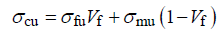 σcu = σfuVf + σmu (1−Vf)